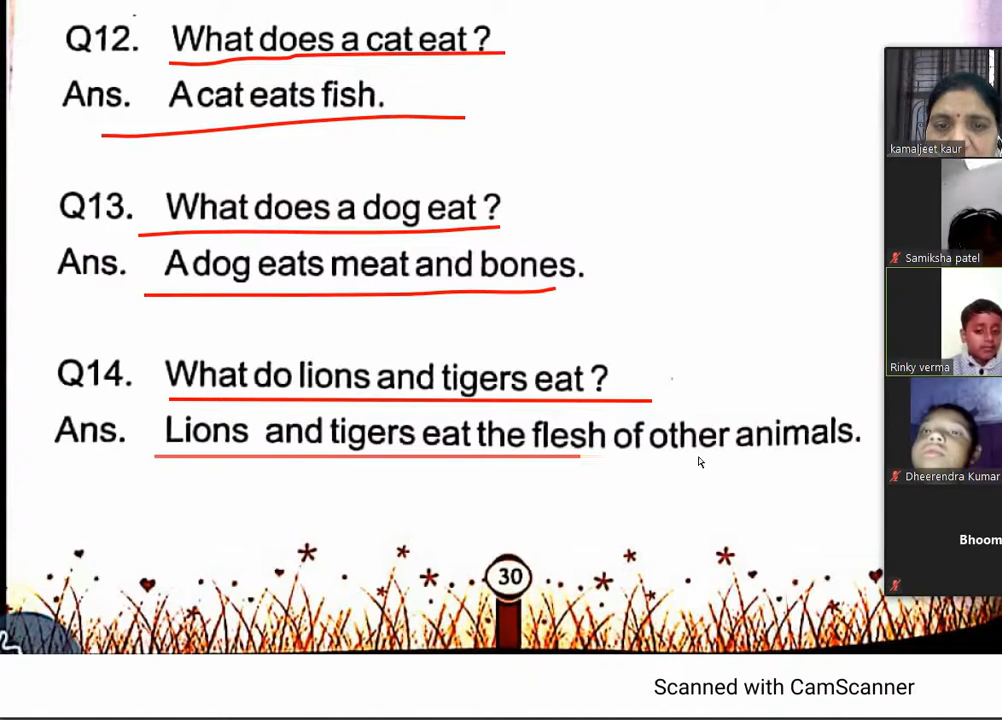 Q12. What does a cat eat ?
Ans. A cat eats fish.
Q13. What does a dog eat ?
Ans. A dog eats meat and bones.
Q14. What do lions and tigers eat ?
Ans. Lions and tigers eat the flesh of other animals.
30
Scanned with CamScanner
kamaljeet kaur
Samiksha patel
Rinky verma
Dheerendra Kumar
Bhoom